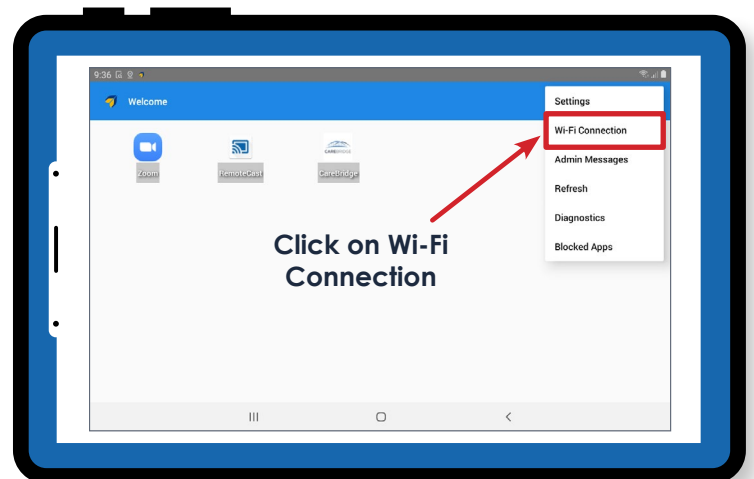 9:36
Welcome
Settings
Wi-Fi Connection
Admin Messages
Refresh
Diagnostics
Blocked Apps
CAREBRIDGE
Zoom
RemoteCast
CareBridge
Click on Wi-Fi
Connection